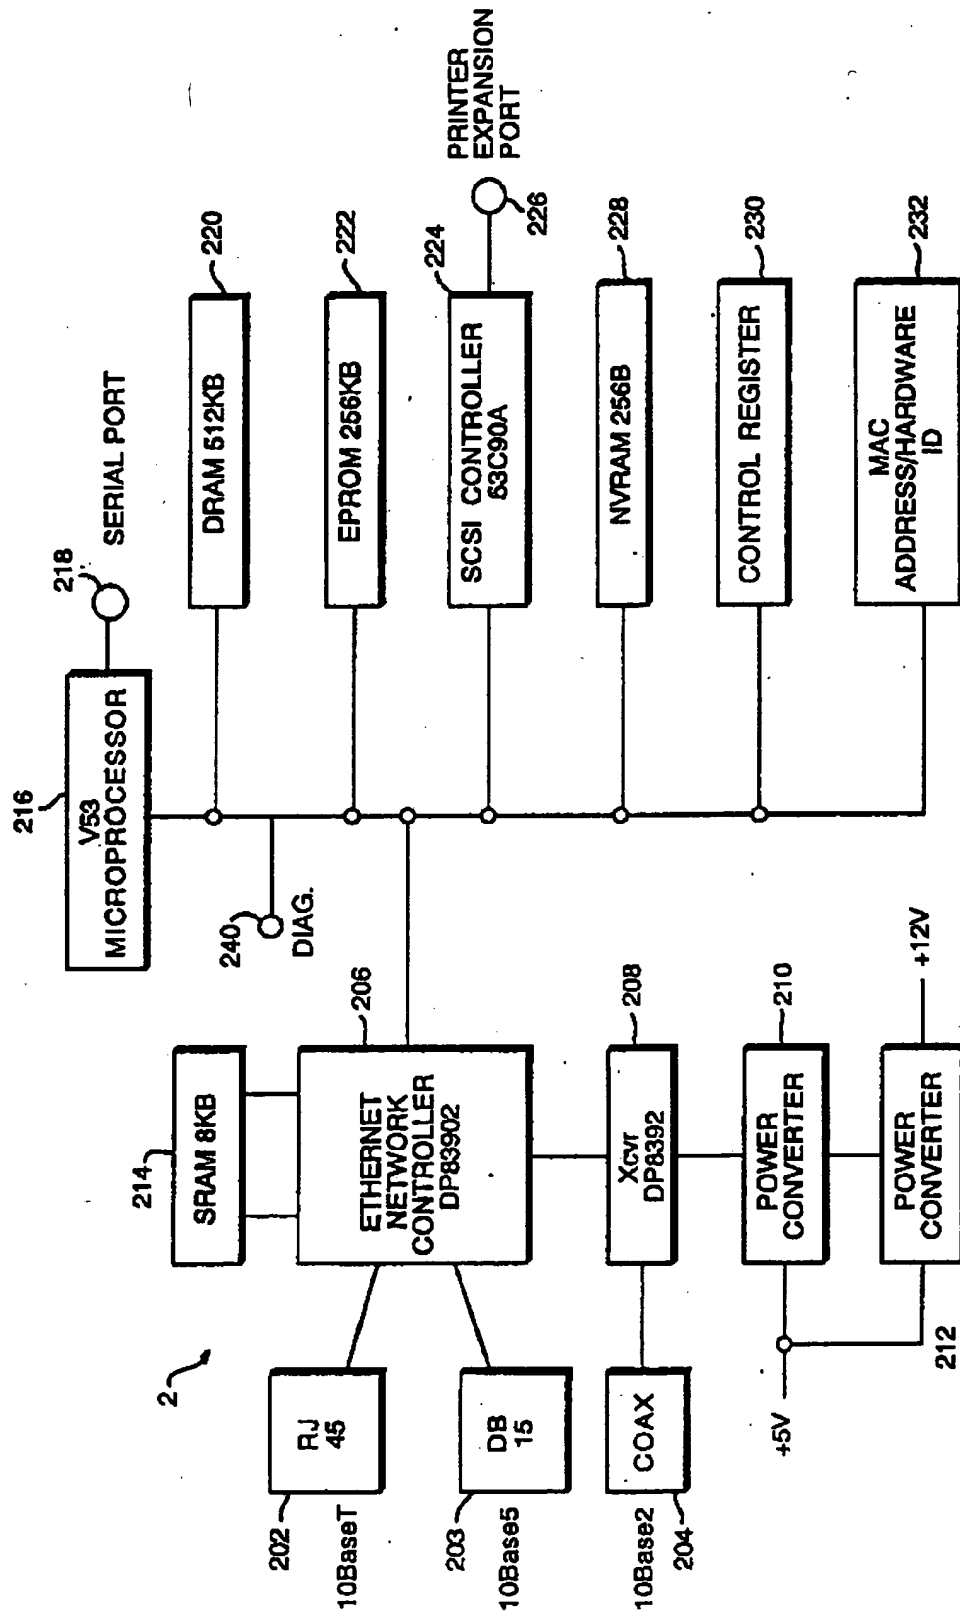 2
202
RJ
45
10BaseT
203
DB
15
10Base5
204
COAX
10Base2
214
SRAM 8KB
206
ETHERNET
NETWORK
CONTROLLER
DP83902
208
Xcvr
DP8392
210
POWER
CONVERTER
+5V
212
POWER
CONVERTER
+12V
216
V53
MICROPROCESSOR
218
SERIAL PORT
240
DIAG.
220
DRAM 512KB
222
EPROM 256KB
224
SCSI CONTROLLER
53C90A
226
PRINTER
EXPANSION
PORT
228
NVRAM 256B
230
CONTROL REGISTER
232
MAC
ADDRESS/HARDWARE
ID